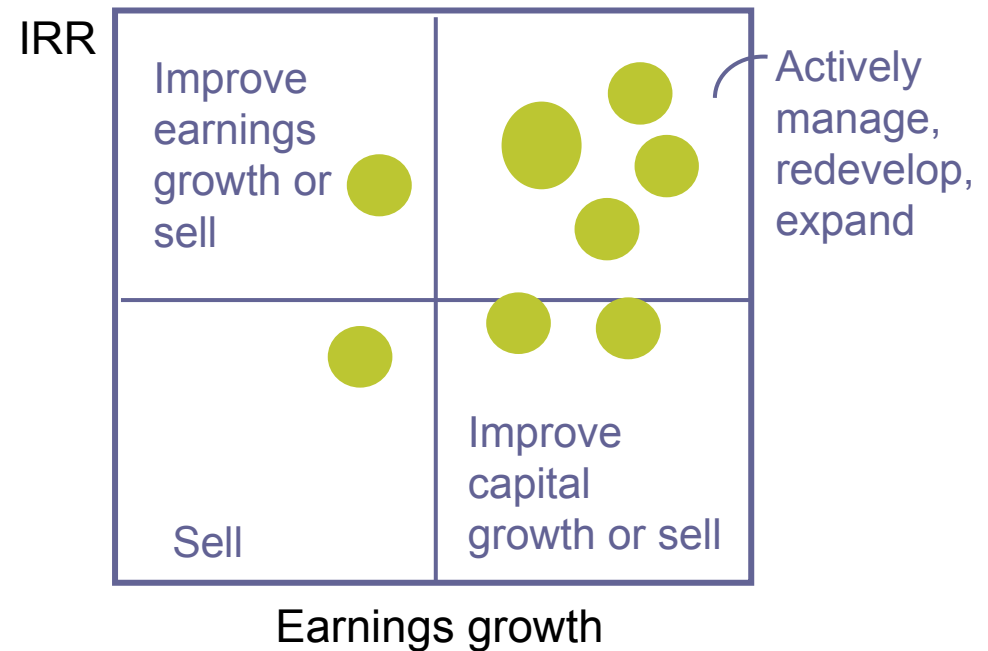 IRR
Improve
earnings
growth or
sell
Actively
manage,
redevelop,
expand
Sell
Improve
capital
growth or sell
Earnings growth